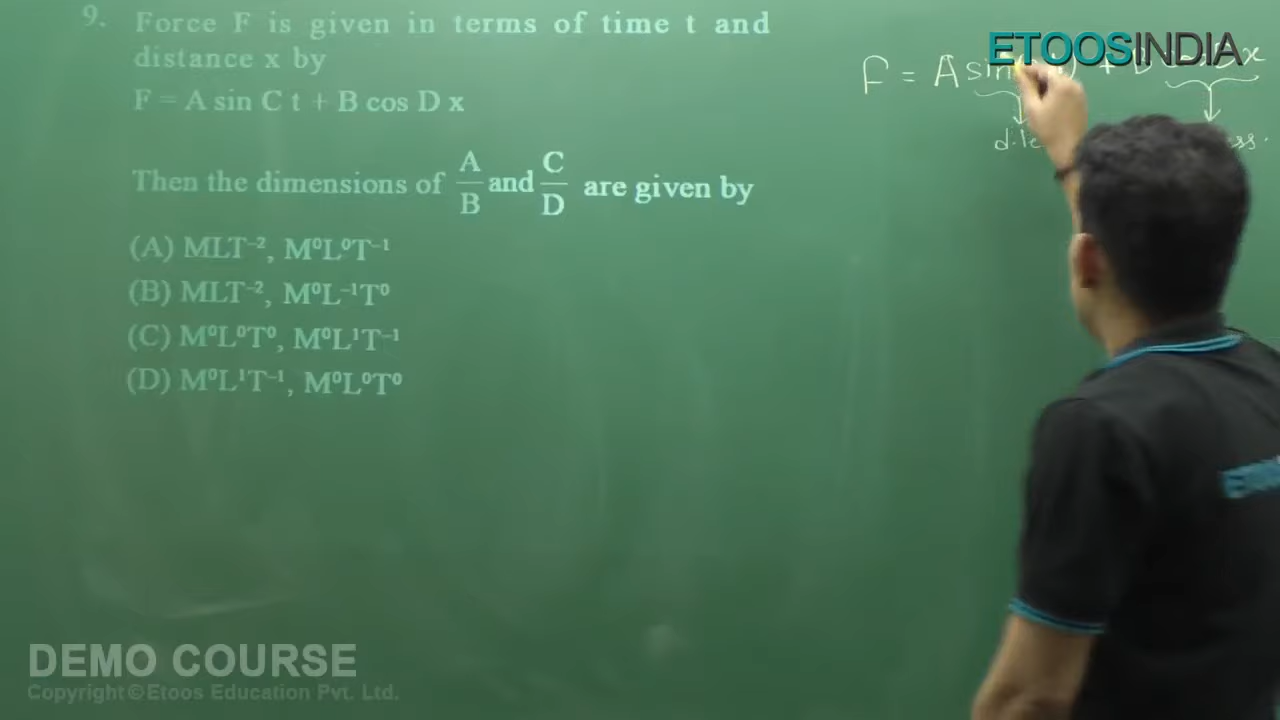 9. Force F is given in terms of time t and
distance x by
F = A sin C t + B cos D x
Then the dimensions of A/B and C/D are given by
(A) MLT⁻², M⁰L⁰T⁻¹
(B) MLT⁻², M⁰L⁻¹T⁰
(C) M⁰L⁰T⁰, M⁰L¹T⁻¹
(D) M⁰L¹T⁻¹, M⁰L⁰T⁰
ETOOSINDIA
F = A sin
DEMO COURSE
Copyright © Etoos Education Pvt. Ltd.